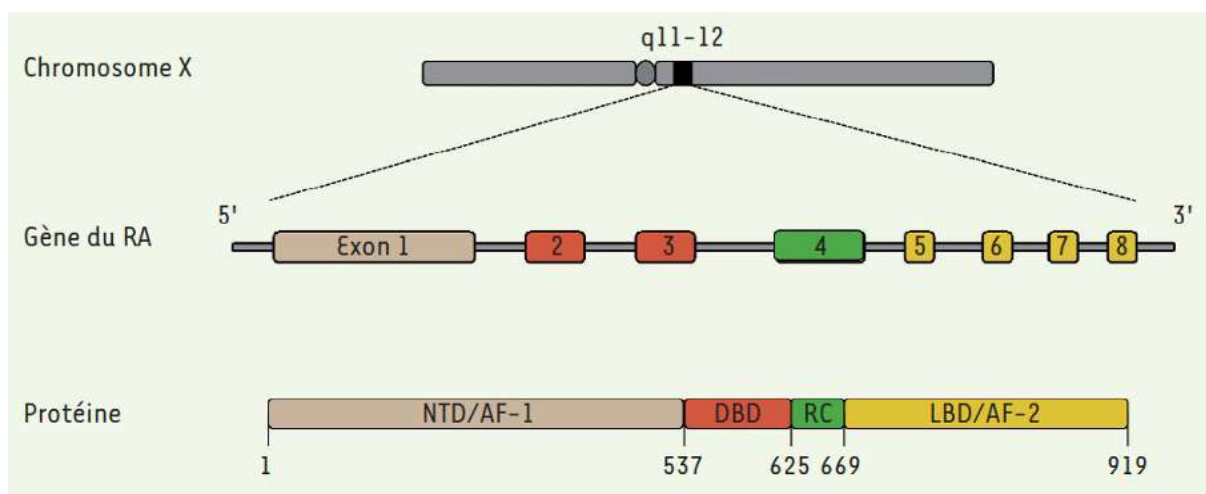 q11-12
Chromosome X
5' 3'
Gène du RA Exon 1 2 3 4 5 6 7 8
Protéine NTD/AF-1 DBD RC LBD/AF-2
1 537 625 669 919